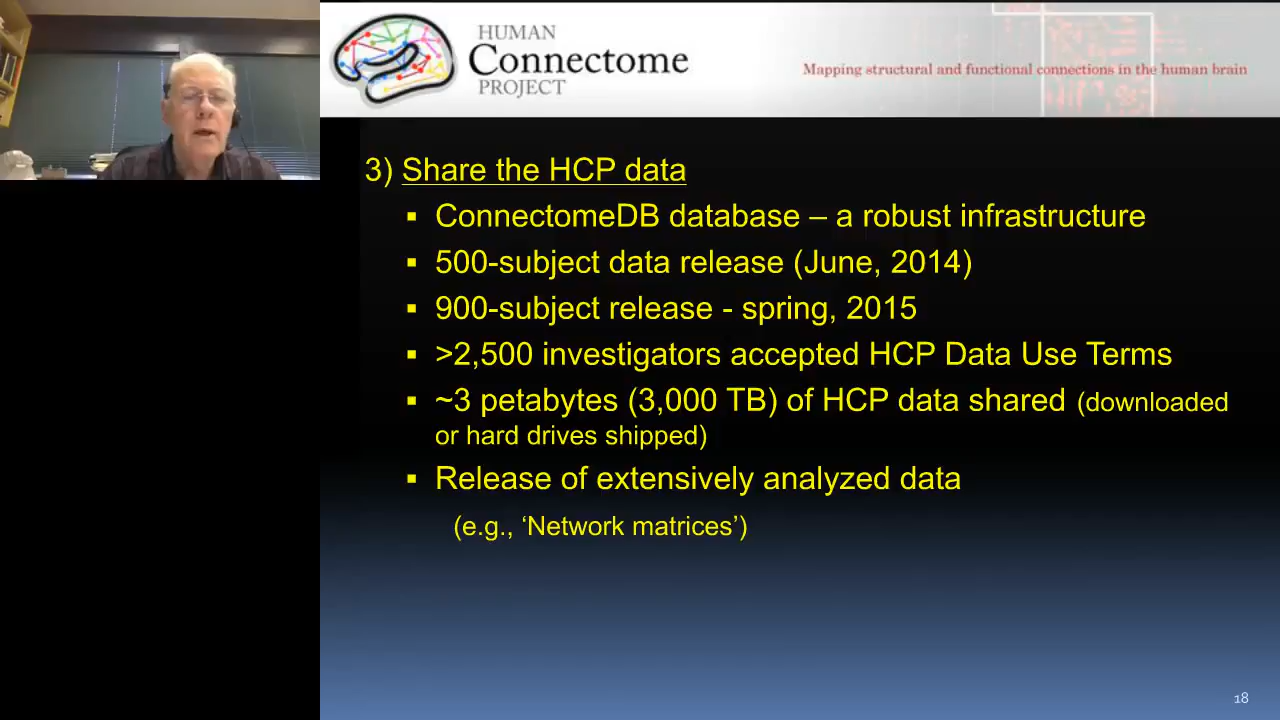 HUMAN
Connectome
PROJECT
Mapping structural and functional connections in the human brain
3) Share the HCP data
▪ ConnectomeDB database – a robust infrastructure
▪ 500-subject data release (June, 2014)
▪ 900-subject release - spring, 2015
▪ >2,500 investigators accepted HCP Data Use Terms
▪ ~3 petabytes (3,000 TB) of HCP data shared (downloaded
or hard drives shipped)
▪ Release of extensively analyzed data
(e.g., ‘Network matrices’)
18